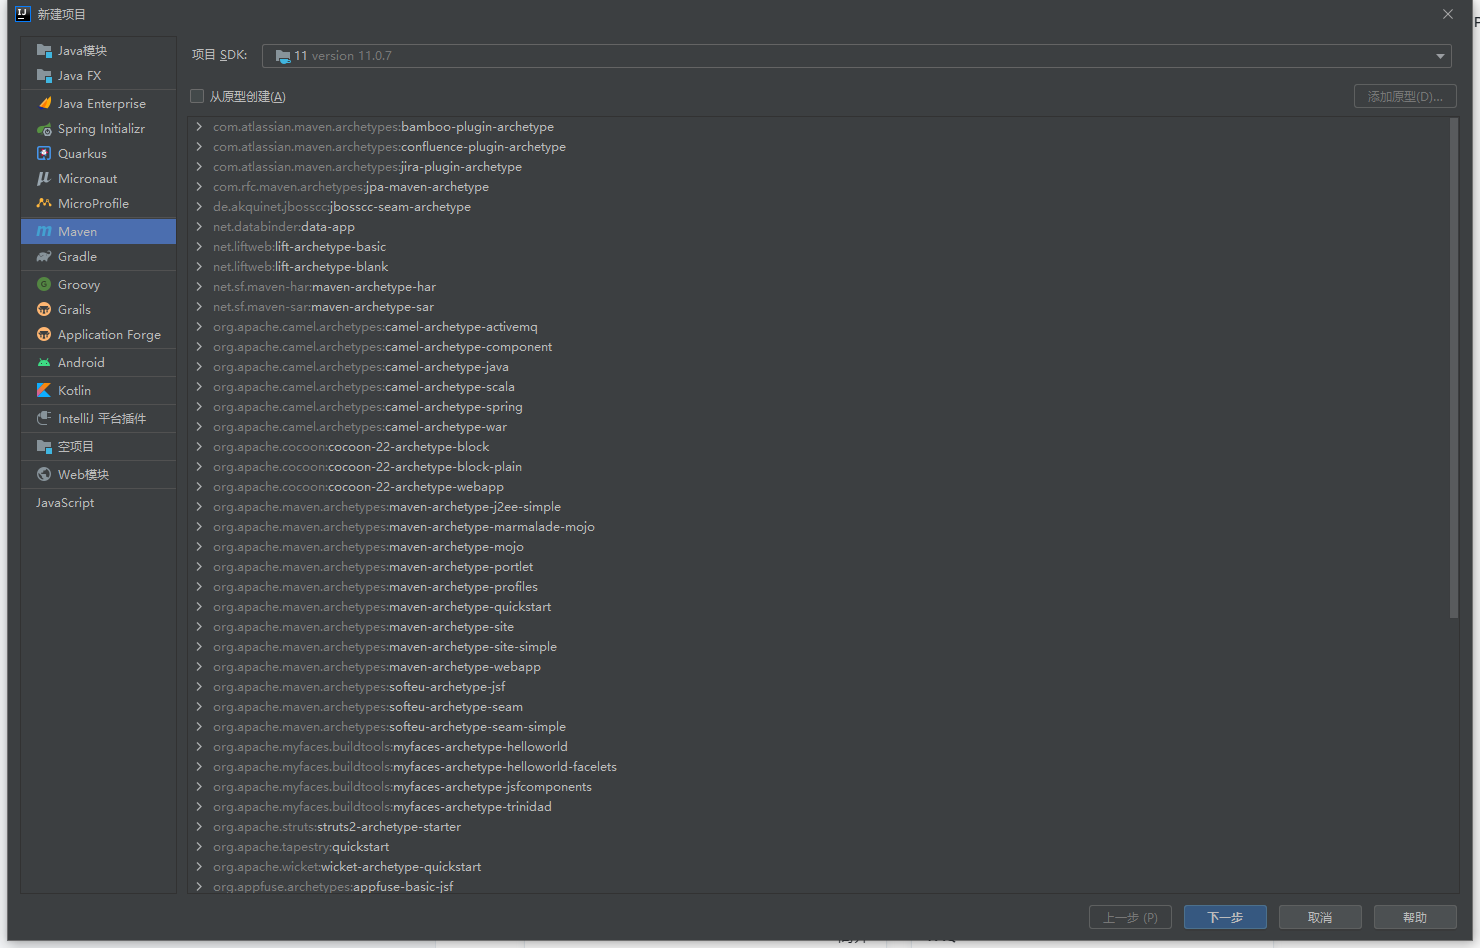 新建项目
Java模块
Java FX
Java Enterprise
Spring Initializr
Quarkus
Micronaut
MicroProfile
Maven
Gradle
Groovy
Grails
Application Forge
Android
Kotlin
IntelliJ 平台插件
空项目
Web模块
JavaScript
项目 SDK: 11 version 11.0.7
从原型创建(A) 添加原型(D)...
com.atlassian.maven.archetypes:bamboo-plugin-archetype
com.atlassian.maven.archetypes:confluence-plugin-archetype
com.atlassian.maven.archetypes:jira-plugin-archetype
com.rfc.maven.archetypes:jpa-maven-archetype
de.akquinet.jbosscc:jbosscc-seam-archetype
net.databinder:data-app
net.liftweb:lift-archetype-basic
net.liftweb:lift-archetype-blank
net.sf.maven-har:maven-archetype-har
net.sf.maven-sar:maven-archetype-sar
org.apache.camel.archetypes:camel-archetype-activemq
org.apache.camel.archetypes:camel-archetype-component
org.apache.camel.archetypes:camel-archetype-java
org.apache.camel.archetypes:camel-archetype-scala
org.apache.camel.archetypes:camel-archetype-spring
org.apache.camel.archetypes:camel-archetype-war
org.apache.cocoon:cocoon-22-archetype-block
org.apache.cocoon:cocoon-22-archetype-block-plain
org.apache.cocoon:cocoon-22-archetype-webapp
org.apache.maven.archetypes:maven-archetype-j2ee-simple
org.apache.maven.archetypes:maven-archetype-marmalade-mojo
org.apache.maven.archetypes:maven-archetype-mojo
org.apache.maven.archetypes:maven-archetype-portlet
org.apache.maven.archetypes:maven-archetype-profiles
org.apache.maven.archetypes:maven-archetype-quickstart
org.apache.maven.archetypes:maven-archetype-site
org.apache.maven.archetypes:maven-archetype-site-simple
org.apache.maven.archetypes:maven-archetype-webapp
org.apache.maven.archetypes:softeu-archetype-jsf
org.apache.maven.archetypes:softeu-archetype-seam
org.apache.maven.archetypes:softeu-archetype-seam-simple
org.apache.myfaces.buildtools:myfaces-archetype-helloworld
org.apache.myfaces.buildtools:myfaces-archetype-helloworld-facelets
org.apache.myfaces.buildtools:myfaces-archetype-jsfcomponents
org.apache.myfaces.buildtools:myfaces-archetype-trinidad
org.apache.struts:struts2-archetype-starter
org.apache.tapestry:quickstart
org.apache.wicket:wicket-archetype-quickstart
org.appfuse.archetypes:appfuse-basic-jsf
上一步 (P) 下一步 取消 帮助